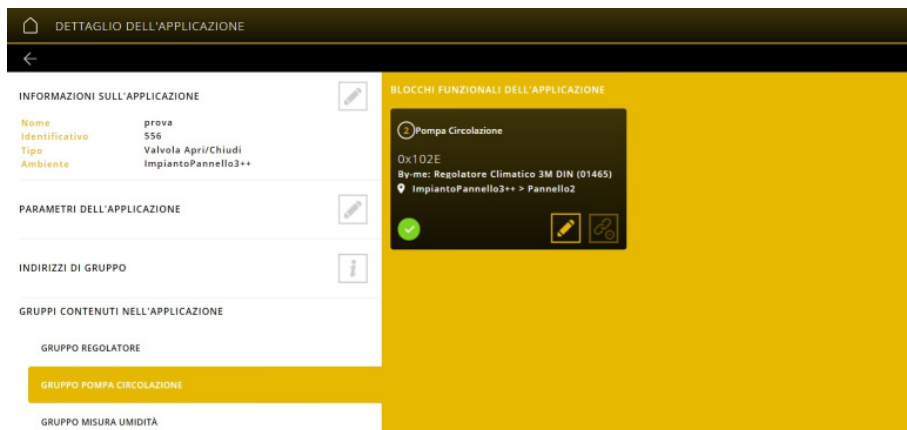 DETTAGLIO DELL'APPLICAZIONE
INFORMAZIONI SULL'APPLICAZIONE
Nome prova
Identificativo 556
Tipo Valvola Apri/Chiudi
Ambiente ImpiantoPannello3++
PARAMETRI DELL'APPLICAZIONE
INDIRIZZI DI GRUPPO
i
GRUPPI CONTENUTI NELL'APPLICAZIONE
GRUPPO REGOLATORE
GRUPPO POMPA CIRCOLAZIONE
GRUPPO MISURA UMIDITÀ
BLOCCHI FUNZIONALI DELL'APPLICAZIONE
2 Pompa Circolazione
0x102E
By-me: Regolatore Climatico 3M DIN (01465)
ImpiantoPannello3++ > Pannello2